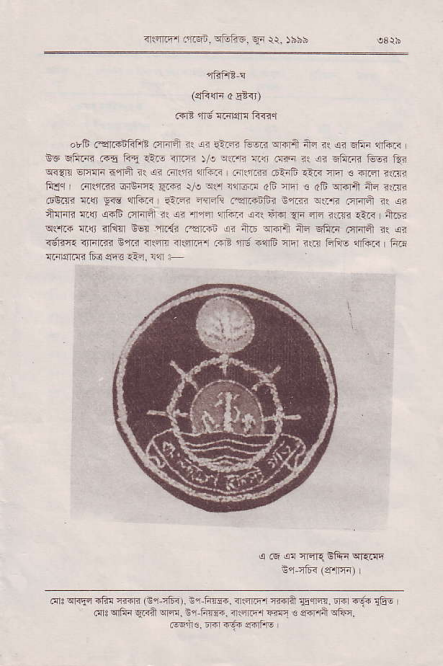 বাংলাদেশ গেজেট, অতিরিক্ত, জুন ২২, ১৯৯৯ ৩৪২৯
পরিশিষ্ট-ঘ
(প্রবিধান ৫ দ্রষ্টব্য)
কোষ্ট গার্ড মনোগ্রাম বিবরণ
০৮টি স্প্রোকেটবিশিষ্ট সোনালী রং এর হুইলের ভিতরে আকাশী নীল রং এর জমিন থাকিবে।
উক্ত জমিনের কেন্দ্র বিন্দু হইতে ব্যাসের ১/৩ অংশের মধ্যে মেরুন রং এর জমিনের ভিতর স্থির
অবস্থায় ভাসমান রূপালী রং এর নোংগর থাকিবে। নোংগরের চেইনটি হইবে সাদা ও কালো রংয়ের
মিশ্রণ। নোংগরের ক্রাউনসহ ফ্লুকের ২/৩ অংশ যথাক্রমে ৫টি সাদা ও ৫টি আকাশী নীল রংয়ের
ঢেউয়ের মধ্যে ডুবন্ত থাকিবে। হুইলের লম্বালম্বি স্প্রোকেটটির উপরের অংশের সোনালী রং এর
সীমানার মধ্যে একটি সোনালী রং এর শাপলা থাকিবে এবং ফাঁকা স্থান লাল রংয়ের হইবে। নীচের
অংশকে মধ্যে রাখিয়া উভয় পার্শ্বের স্প্রোকেট এর নীচে আকাশী নীল জমিনে সোনালী রং এর
বর্ডারসহ ব্যানারের উপরে বাংলায় বাংলাদেশ কোষ্ট গার্ড কথাটি সাদা রংয়ে লিখিত থাকিবে। নিম্নে
মনোগ্রামের চিত্র প্রদত্ত হইল, যথা ঃ—
বাংলাদেশ কোস্ট গার্ড
এ জে এম সালাহ্ উদ্দিন আহমেদ
উপ-সচিব (প্রশাসন)।
মোঃ আবদুল করিম সরকার (উপ-সচিব), উপ-নিয়ন্ত্রক, বাংলাদেশ সরকারী মুদ্রণালয়, ঢাকা কর্তৃক মুদ্রিত।
মোঃ আমিন জুবেরী আলম, উপ-নিয়ন্ত্রক, বাংলাদেশ ফরমস্ ও প্রকাশনী অফিস,
তেজগাঁও, ঢাকা কর্তৃক প্রকাশিত।